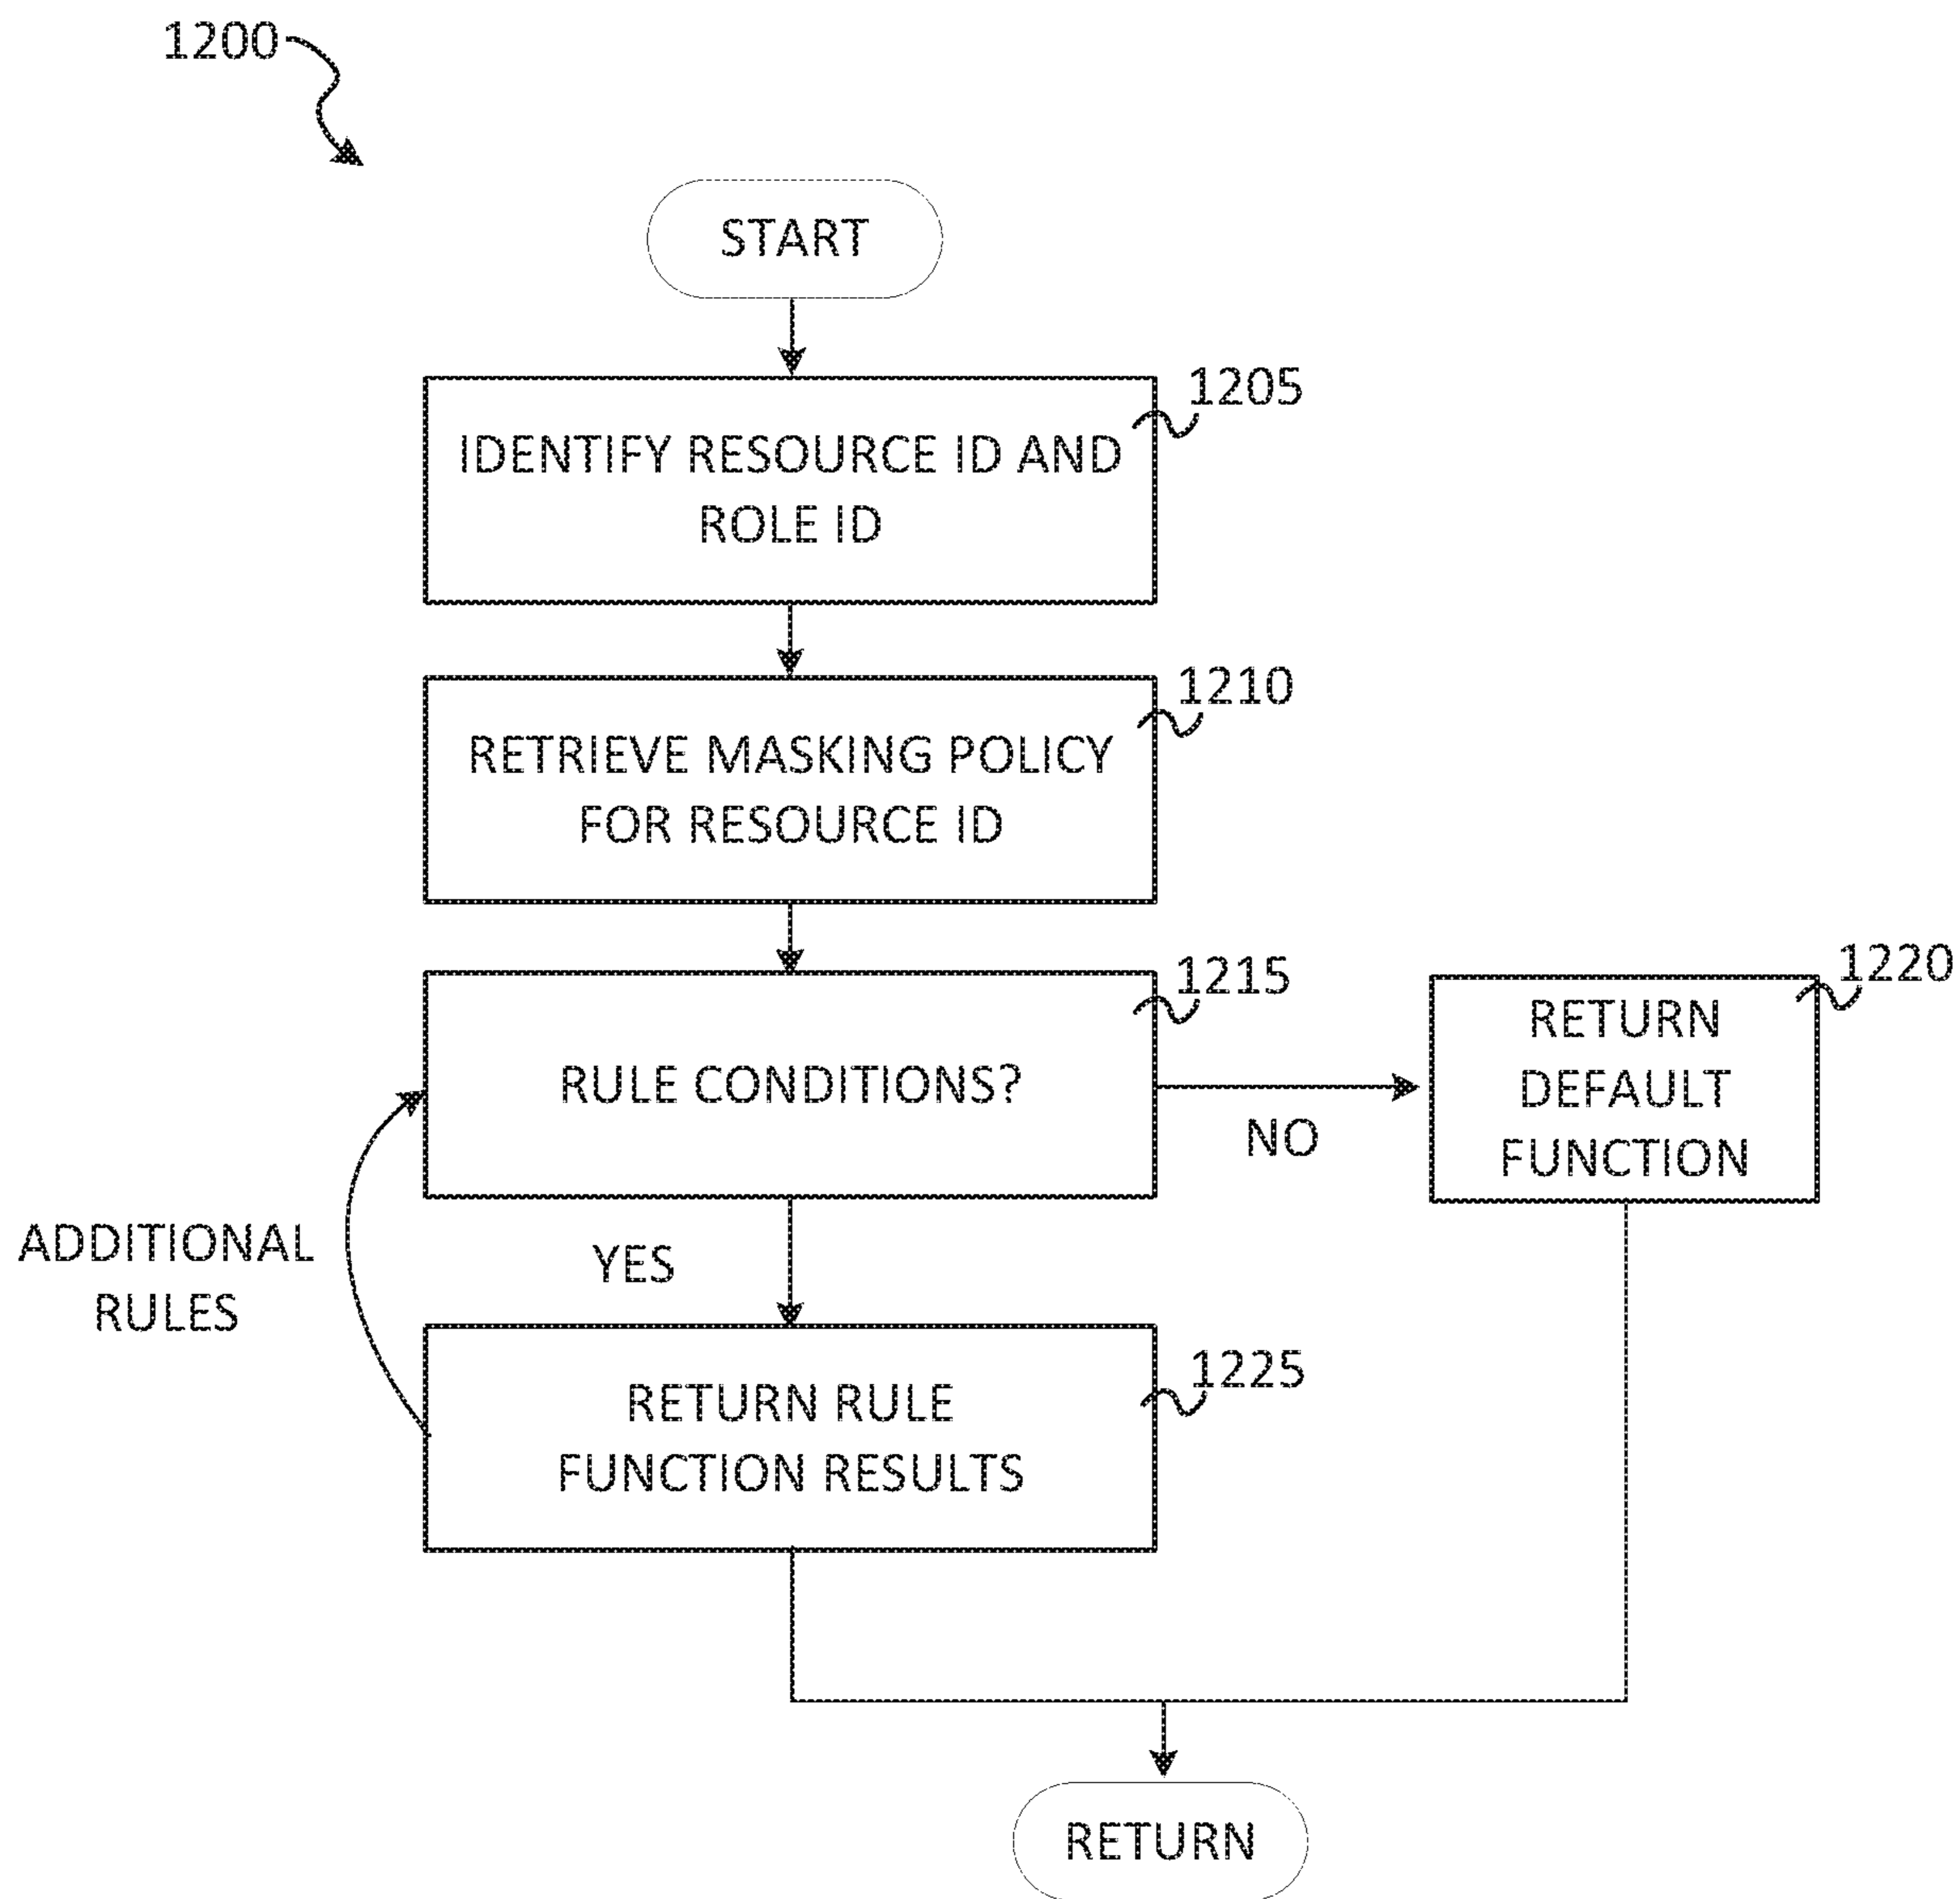 1200
START
1205
IDENTIFY RESOURCE ID AND
ROLE ID
1210
RETRIEVE MASKING POLICY
FOR RESOURCE ID
1215
RULE CONDITIONS?
1220
RETURN
DEFAULT
FUNCTION
NO
YES
ADDITIONAL
RULES
1225
RETURN RULE
FUNCTION RESULTS
RETURN